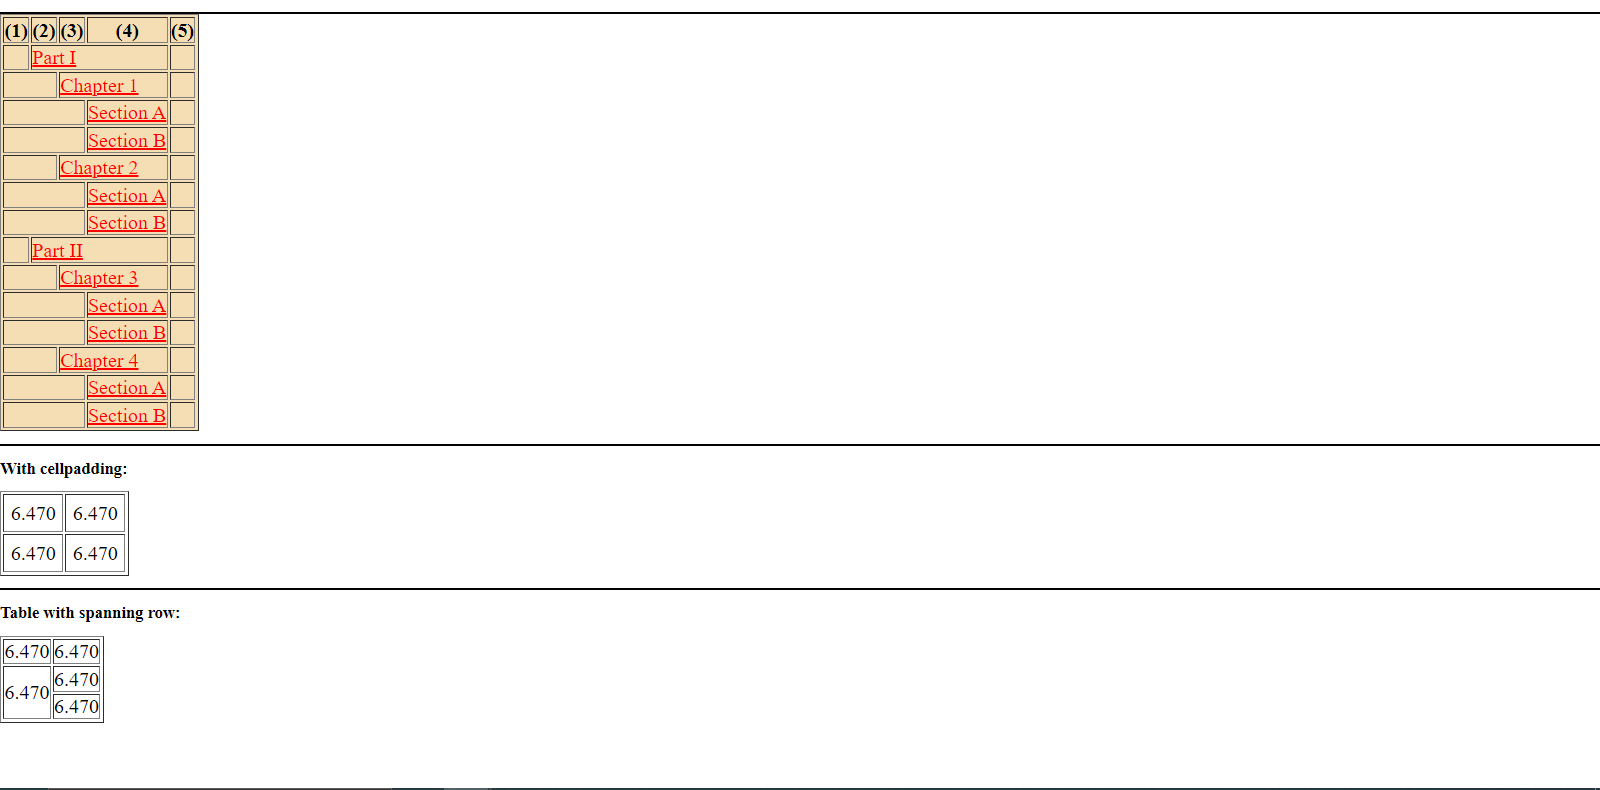 (1) (2) (3) (4) (5)
Part I
Chapter 1
Section A
Section B
Chapter 2
Section A
Section B
Part II
Chapter 3
Section A
Section B
Chapter 4
Section A
Section B
With cellpadding:
6.470 6.470
6.470 6.470
Table with spanning row:
6.470 6.470
6.470
6.470
6.470